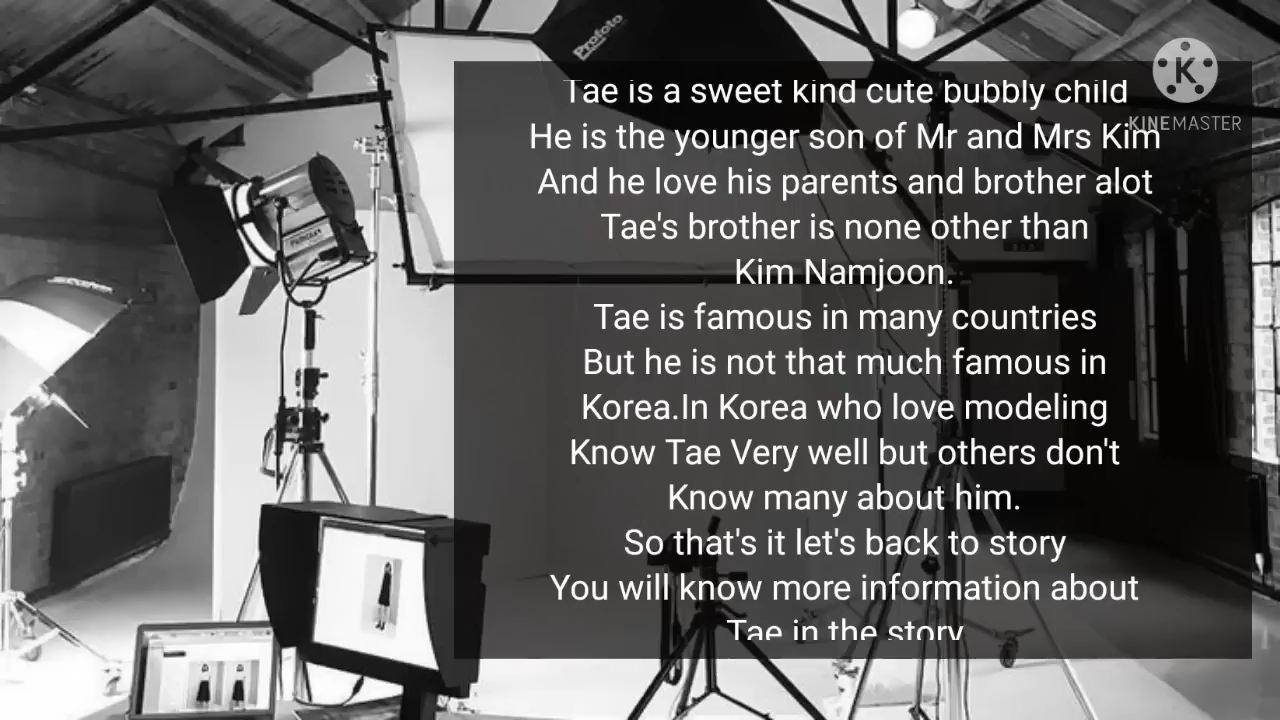 Profoto
Tae is a sweet kind cute bubbly child
He is the younger son of Mr and Mrs Kim
And he love his parents and brother alot
Tae's brother is none other than
Kim Namjoon.
Tae is famous in many countries
But he is not that much famous in
Korea.In Korea who love modeling
Know Tae Very well but others don't
Know many about him.
So that's it let's back to story
You will know more information about
Tae in the story
K
KINEMASTER